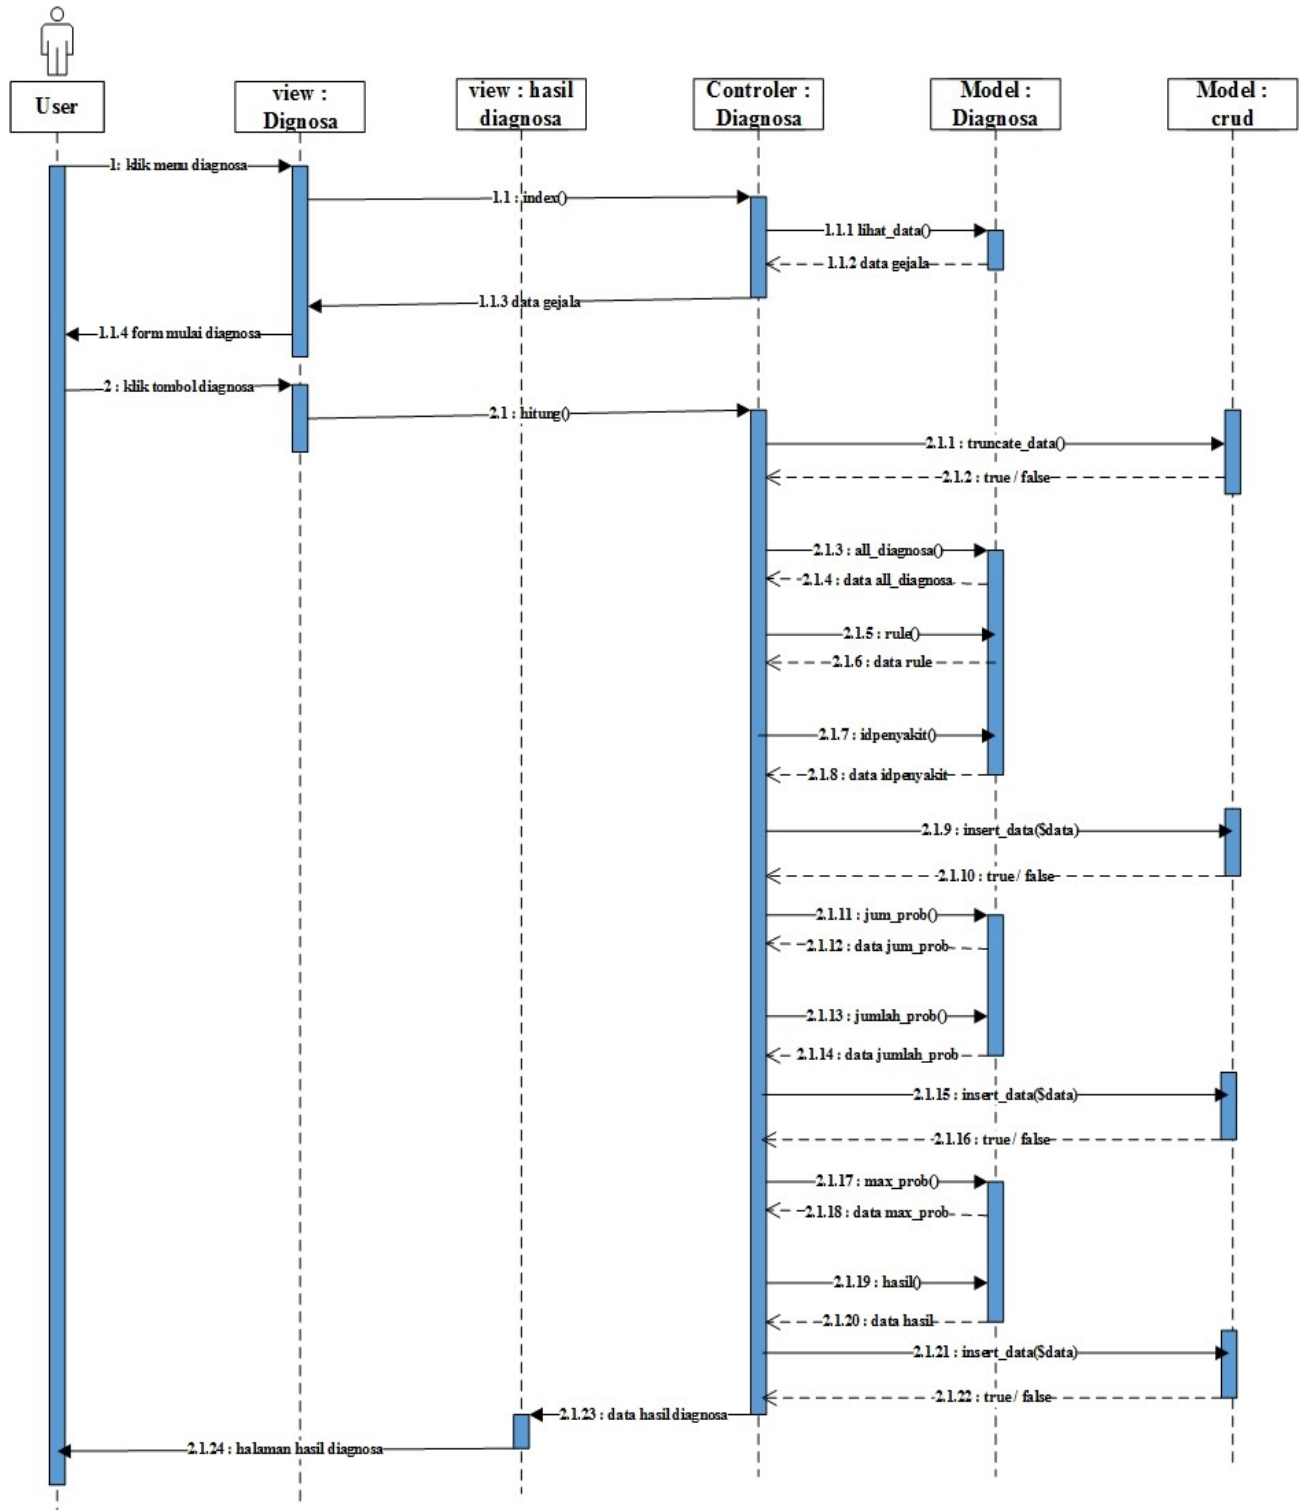 User
view :
Dignosa
view : hasil
diagnosa
Controler :
Diagnosa
Model :
Diagnosa
Model :
crud
1: klik menu diagnosa
1.1 : index()
1.1.1 lihat_data()
1.1.2 data gejala
1.1.3 data gejala
1.1.4 form mulai diagnosa
2 : klik tombol diagnosa
2.1 : hitung()
2.1.1 : truncate_data()
2.1.2 : true / false
2.1.3 : all_diagnosa()
2.1.4 : data all_diagnosa
2.1.5 : rule()
2.1.6 : data rule
2.1.7 : idpenyakit()
2.1.8 : data idpenyakit
2.1.9 : insert_data($data)
2.1.10 : true / false
2.1.11 : jum_prob()
2.1.12 : data jum_prob
2.1.13 : jumlah_prob()
2.1.14 : data jumlah_prob
2.1.15 : insert_data($data)
2.1.16 : true / false
2.1.17 : max_prob()
2.1.18 : data max_prob
2.1.19 : hasil()
2.1.20 : data hasil
2.1.21 : insert_data($data)
2.1.22 : true / false
2.1.23 : data hasil diagnosa
2.1.24 : halaman hasil diagnosa